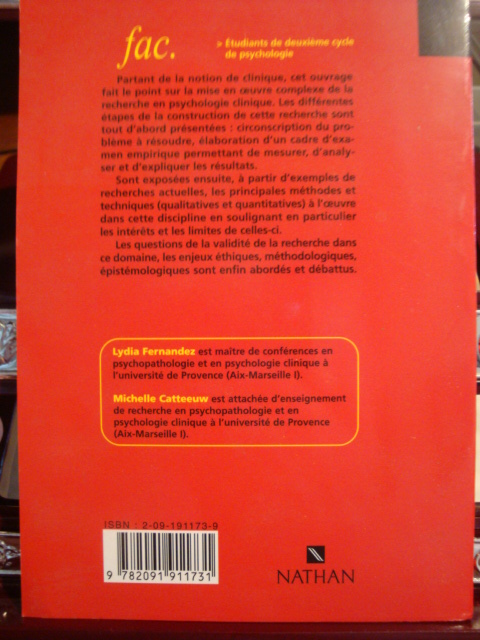 fac.
> Étudiants de deuxième cycle
de psychologie
Partant de la notion de clinique, cet ouvrage
fait le point sur la mise en œuvre complexe de la
recherche en psychologie clinique. Les différentes
étapes de la construction de cette recherche sont
tout d'abord présentées : circonscription du pro-
blème à résoudre, élaboration d'un cadre d'exa-
men empirique permettant de mesurer, d'analy-
ser et d'expliquer les résultats.
Sont exposées ensuite, à partir d'exemples de
recherches actuelles, les principales méthodes et
techniques (qualitatives et quantitatives) à l'œuvre
dans cette discipline en soulignant en particulier
les intérêts et les limites de celles-ci.
Les questions de la validité de la recherche dans
ce domaine, les enjeux éthiques, méthodologiques,
épistémologiques sont enfin abordés et débattus.
Lydia Fernandez est maître de conférences en
psychopathologie et en psychologie clinique à
l'université de Provence (Aix-Marseille I).
Michelle Catteeuw est attachée d'enseignement
de recherche en psychopathologie et en
psychologie clinique à l'université de Provence
(Aix-Marseille I).
ISBN : 2-09-191173-9
9 782091 911731
NATHAN